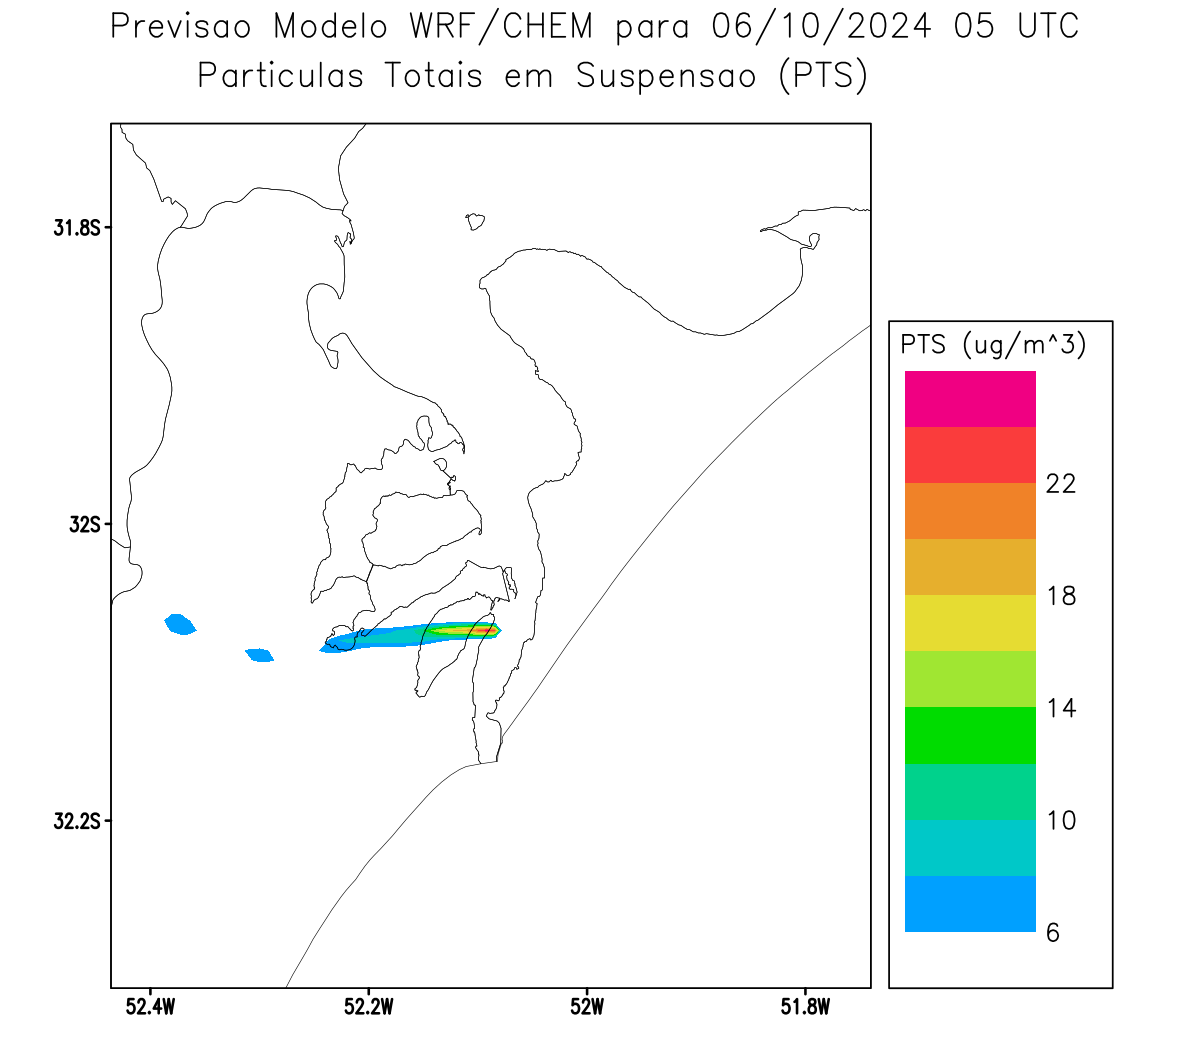 Previsao Modelo WRF/CHEM para 06/10/2024 05 UTC
Particulas Totais em Suspensao (PTS)
31.8S
32S
32.2S
52.4W
52.2W
52W
51.8W
PTS (ug/m^3)
22
18
14
10
6